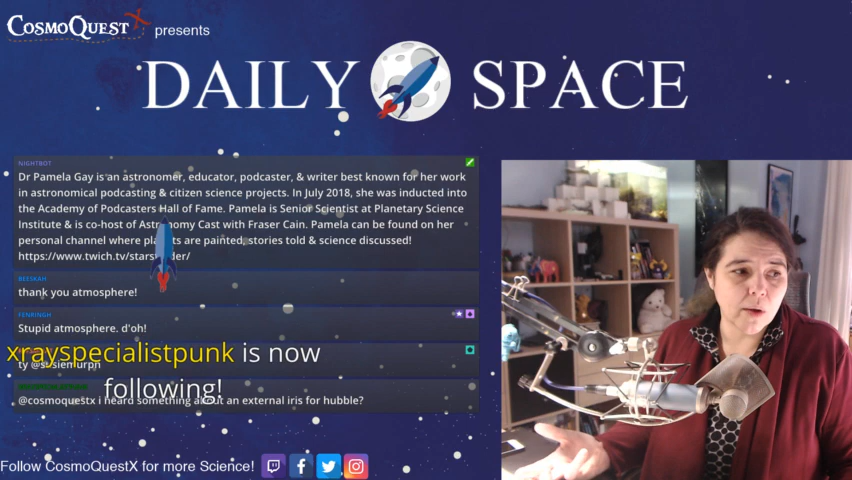 COSMOQUEST X presents
DAILY SPACE
NIGHTBOT
Dr Pamela Gay is an astronomer, educator, podcaster, & writer best known for her work
in astronomical podcasting & citizen science projects. In July 2018, she was inducted into
the Academy of Podcasters Hall of Fame. Pamela is Senior Scientist at Planetary Science
Institute & is co-host of Astronomy Cast with Fraser Cain. Pamela can be found on her
personal channel where planets are painted, stories told & science discussed!
https://www.twich.tv/starstryder/
BEESKAH
thank you atmosphere!
FENRINGH
Stupid atmosphere. d'oh!
xrayspecialistpunk is now
following!
ty
@cosmoquestx i heard something about an external iris for hubble?
Follow CosmoQuestX for more Science!